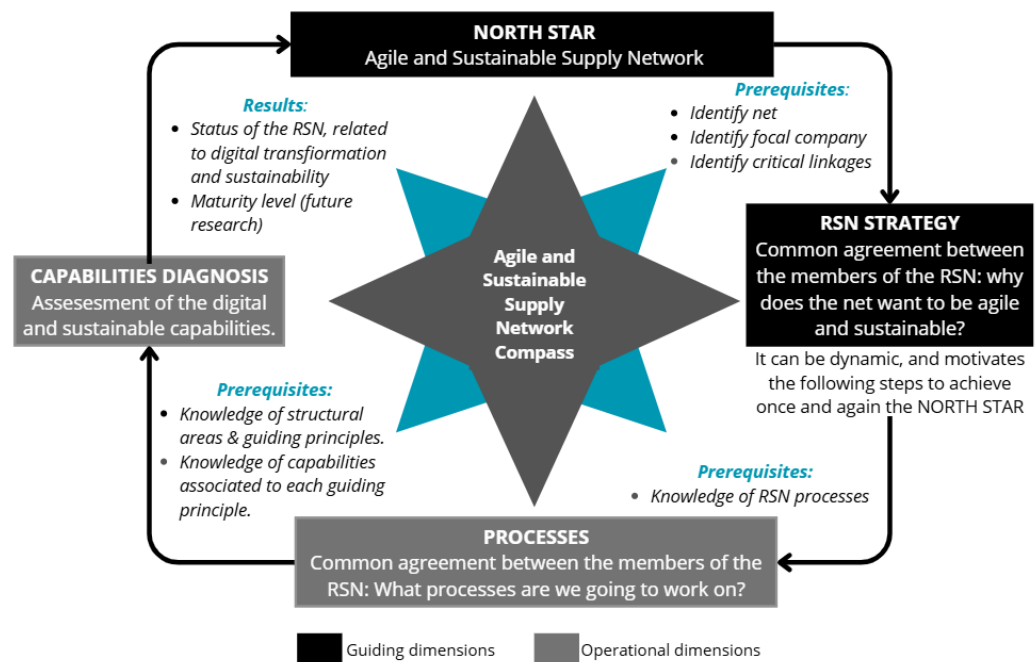 NORTH STAR
Agile and Sustainable Supply Network
Prerequisites:
• Identify net
• Identify focal company
• Identify critical linkages
RSN STRATEGY
Common agreement between
the members of the RSN: why
does the net want to be agile
and sustainable?
It can be dynamic, and motivates
the following steps to achieve
once and again the NORTH STAR
Prerequisites:
• Knowledge of RSN processes
PROCESSES
Common agreement between the members of the
RSN: What processes are we going to work on?
Prerequisites:
• Knowledge of structural
areas & guiding principles.
• Knowledge of capabilities
associated to each guiding
principle.
CAPABILITIES DIAGNOSIS
Assesesment of the digital
and sustainable capabilities.
Results:
• Status of the RSN, related
to digital transfiormation
and sustainability
• Maturity level (future
research)
Agile and
Sustainable
Supply
Network
Compass
Guiding dimensions
Operational dimensions